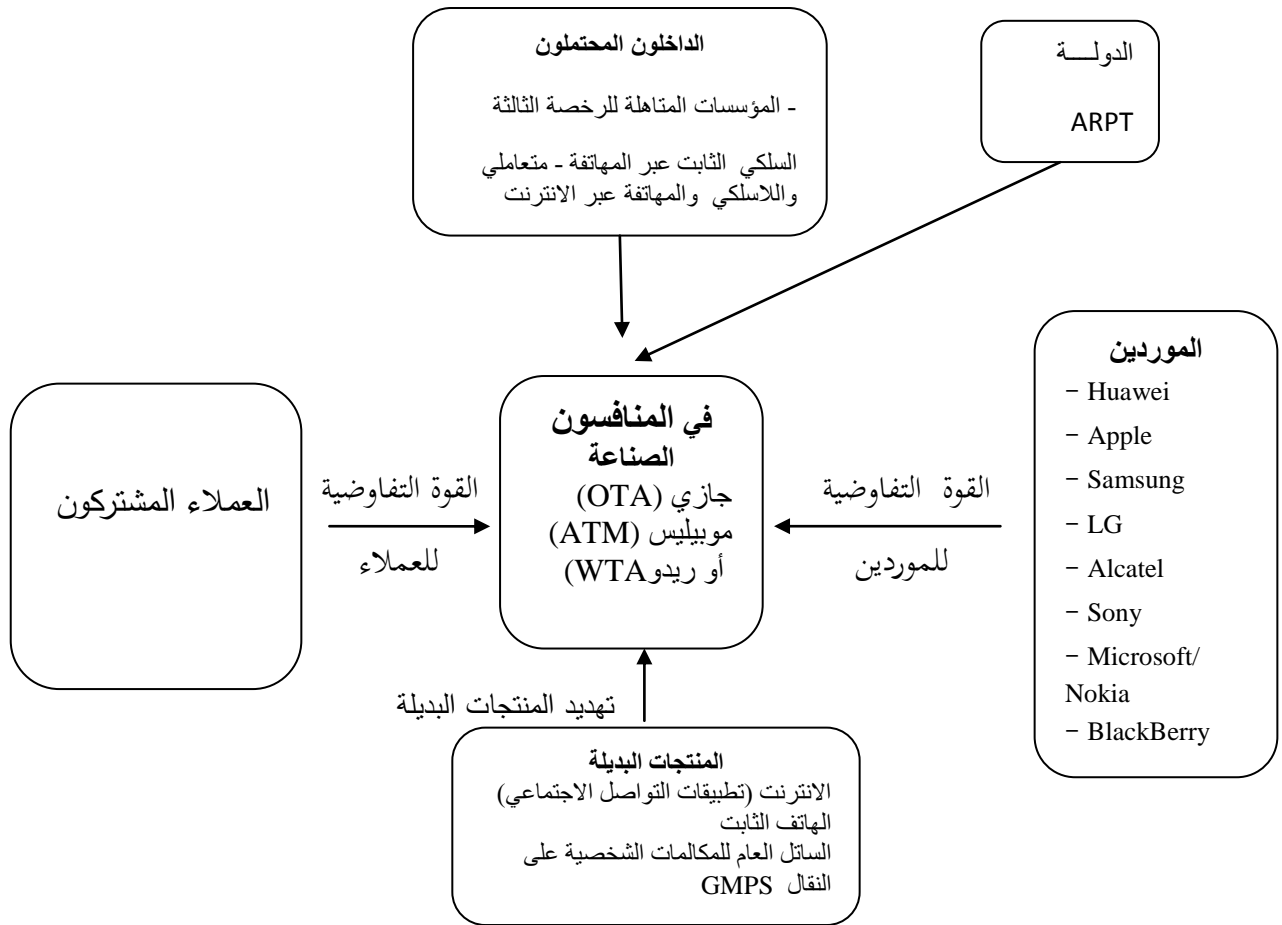 الداخلون المحتملون
- المؤسسات المتاهلة للرخصة الثالثة
السلكي الثابت عبر المهاتفة - متعاملي
واللاسلكي والمهاتفة عبر الانترنت
الدولـــة
ARPT
الموردين
– Huawei
– Apple
– Samsung
– LG
– Alcatel
– Sony
– Microsoft/
Nokia
– BlackBerry
القوة التفاوضية
للموردين
في المنافسون
الصناعة
جازي (OTA)
موبيليس (ATM)
أو ريدوWTA)
القوة التفاوضية
للعملاء
العملاء المشتركون
تهديد المنتجات البديلة
المنتجات البديلة
الانترنت (تطبيقات التواصل الاجتماعي)
الهاتف الثابت
الساتل العام للمكالمات الشخصية على
النقال GMPS